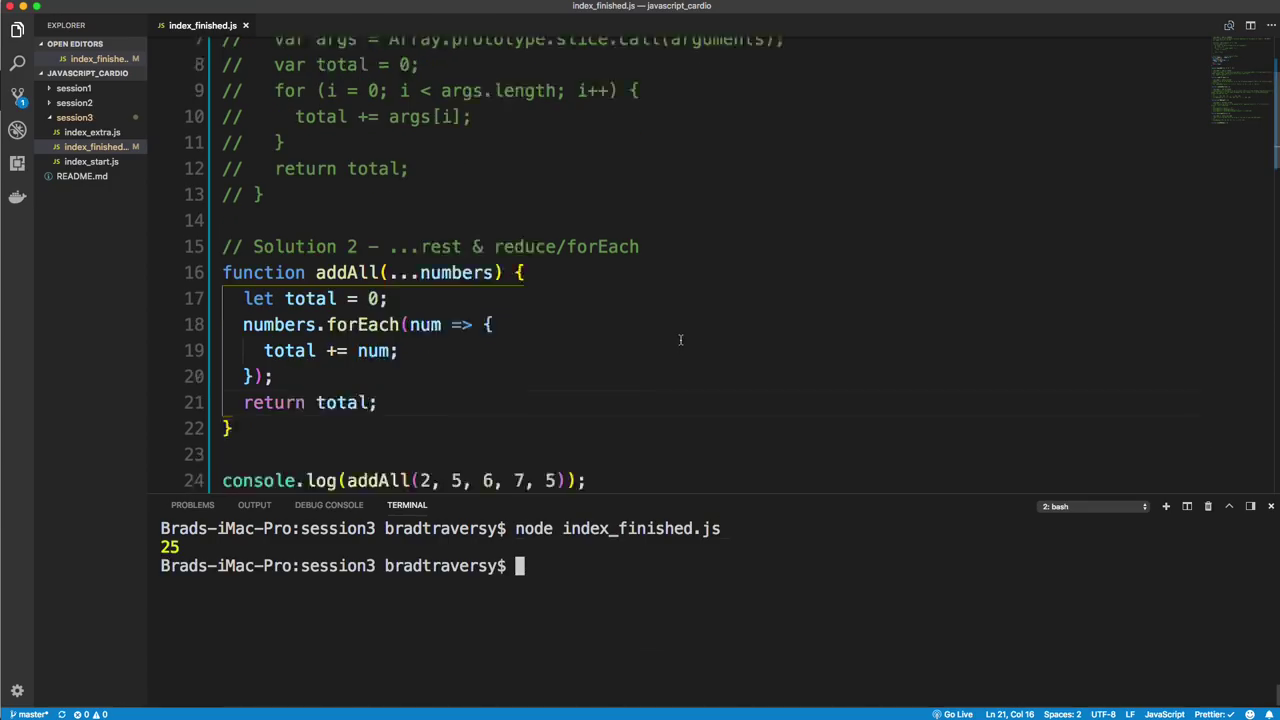 index_finished.js — javascript_cardio
EXPLORER
index_finished.js ×
OPEN EDITORS
index_finishe... M
JAVASCRIPT_CARDIO
session1
session2
session3
index_extra.js
index_finished... M
index_start.js
README.md
1
7 // var args = Array.prototype.slice.call(arguments);
8 // var total = 0;
9 // for (i = 0; i < args.length; i++) {
10 // total += args[i];
11 // }
12 // return total;
13 // }
14
15 // Solution 2 - ...rest & reduce/forEach
16 function addAll(...numbers) {
17 let total = 0;
18 numbers.forEach(num => {
19 total += num;
20 });
21 return total;
22 }
23
24 console.log(addAll(2, 5, 6, 7, 5));
PROBLEMS OUTPUT DEBUG CONSOLE TERMINAL 2: bash
Brads-iMac-Pro:session3 bradtraversy$ node index_finished.js
25
Brads-iMac-Pro:session3 bradtraversy$
master* 0 0 Go Live Ln 21, Col 16 Spaces: 2 UTF-8 LF JavaScript Prettier: ✓